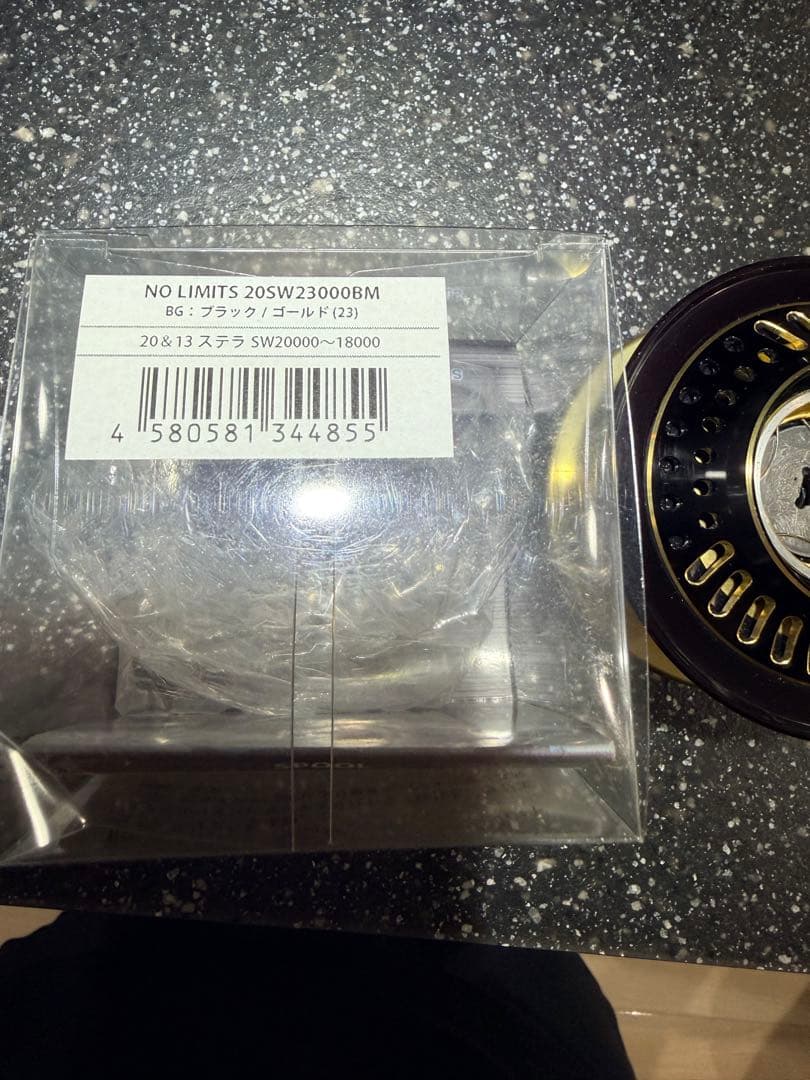 NO LIMITS 20SW23000BM
BG：ブラック / ゴールド (23)
20＆13 ステラ SW20000～18000
4 580581 344855